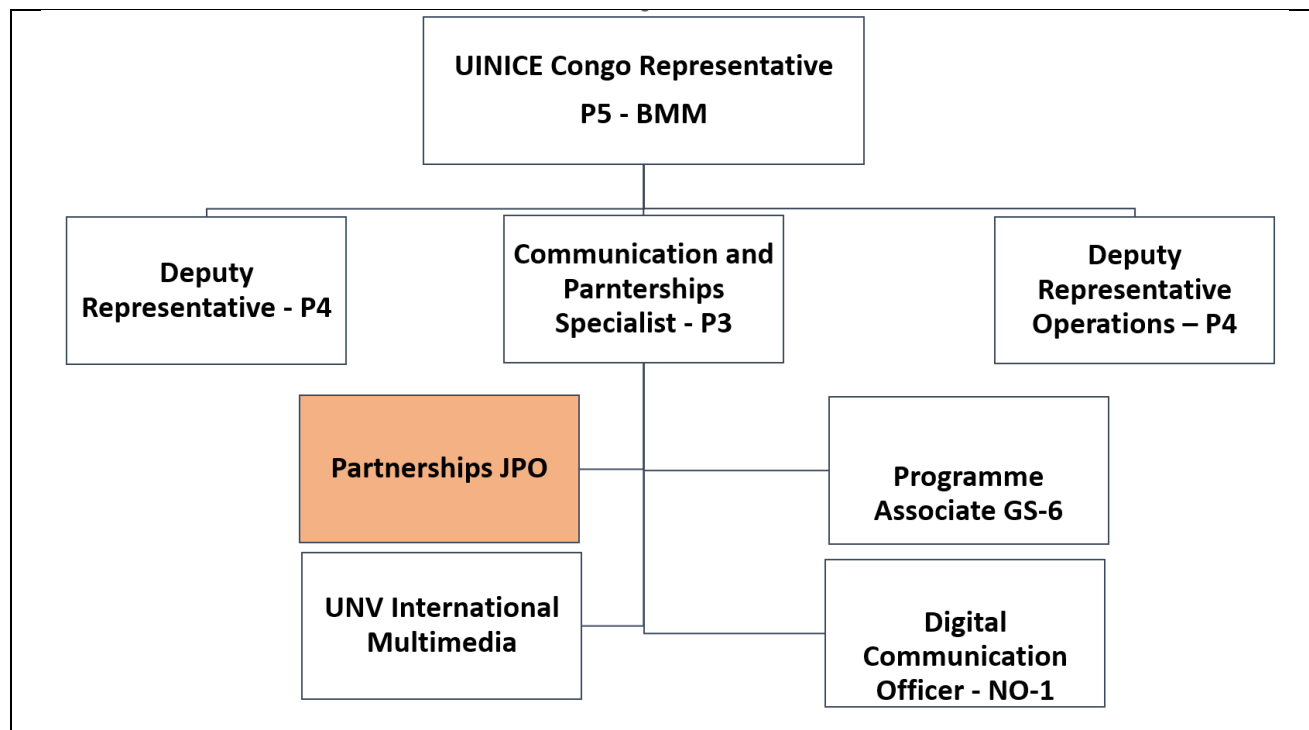 UINICE Congo Representative
P5 - BMM
Deputy
Representative - P4
Communication and
Parnterships
Specialist - P3
Deputy
Representative
Operations – P4
Partnerships JPO
Programme
Associate GS-6
UNV International
Multimedia
Digital
Communication
Officer - NO-1